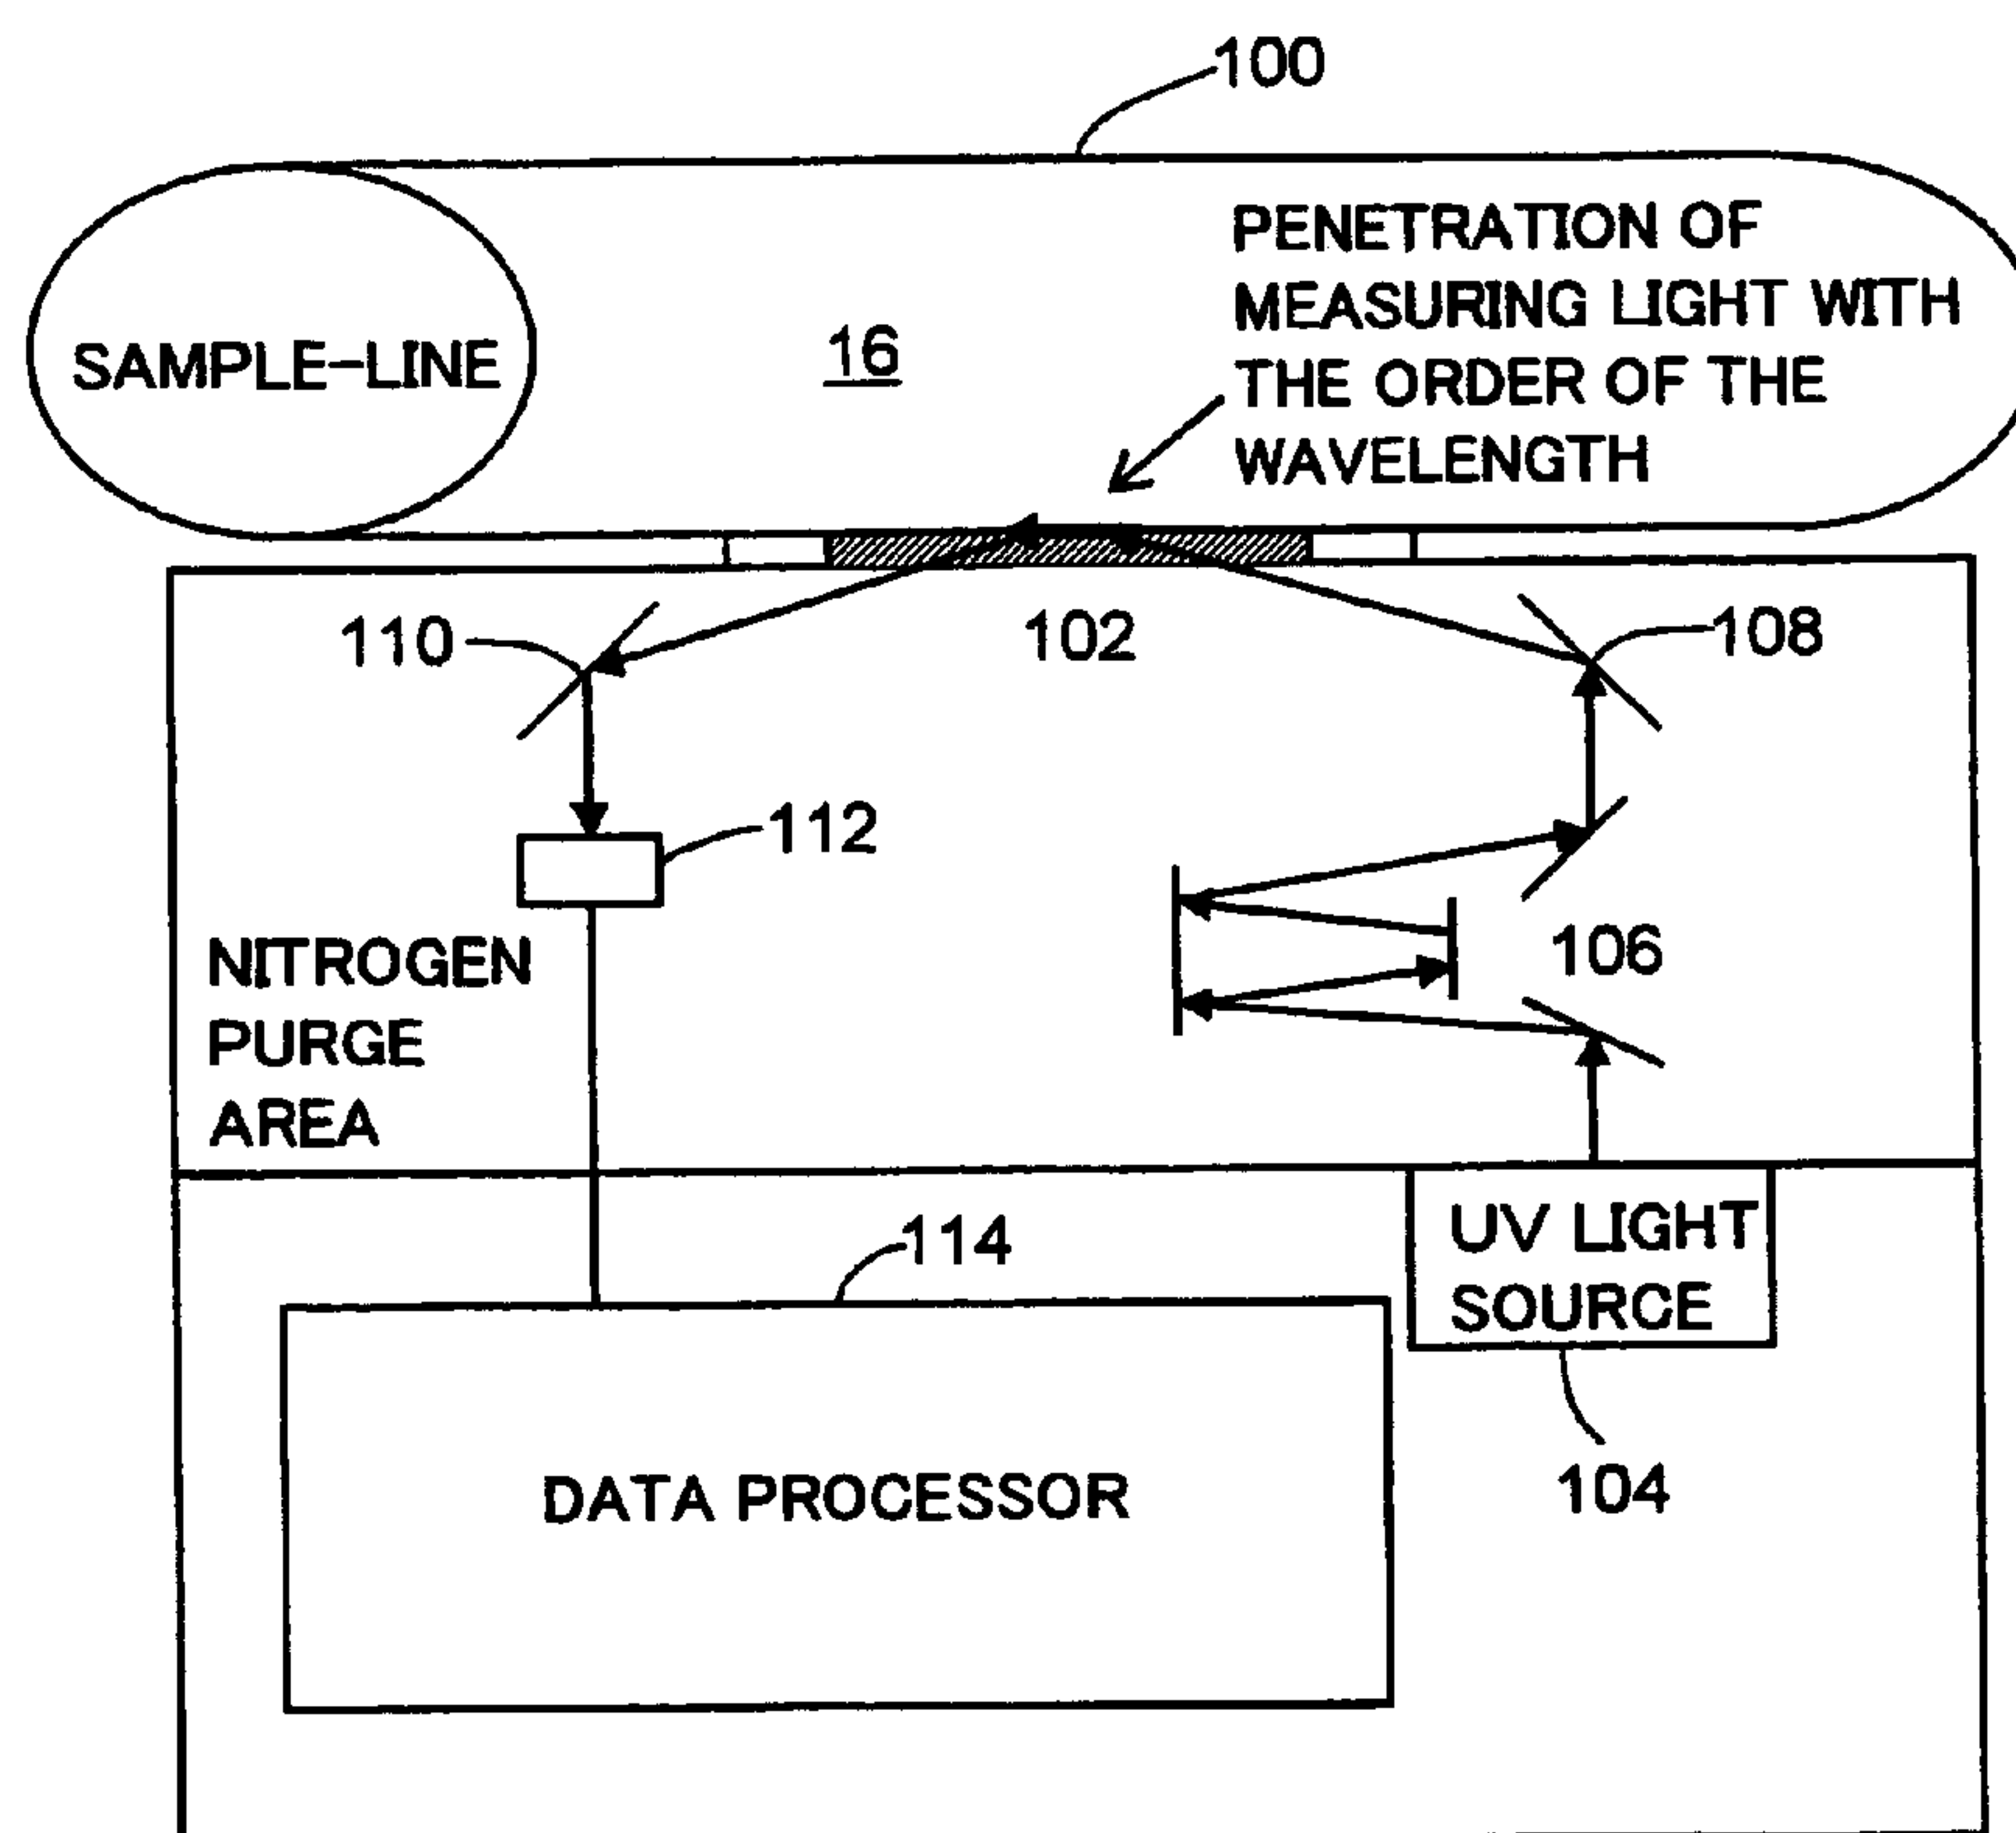 100
PENETRATION OF
MEASURING LIGHT WITH
THE ORDER OF THE
WAVELENGTH
SAMPLE-LINE
16
110
102
108
112
106
NITROGEN
PURGE
AREA
114
UV LIGHT
SOURCE
104
DATA PROCESSOR